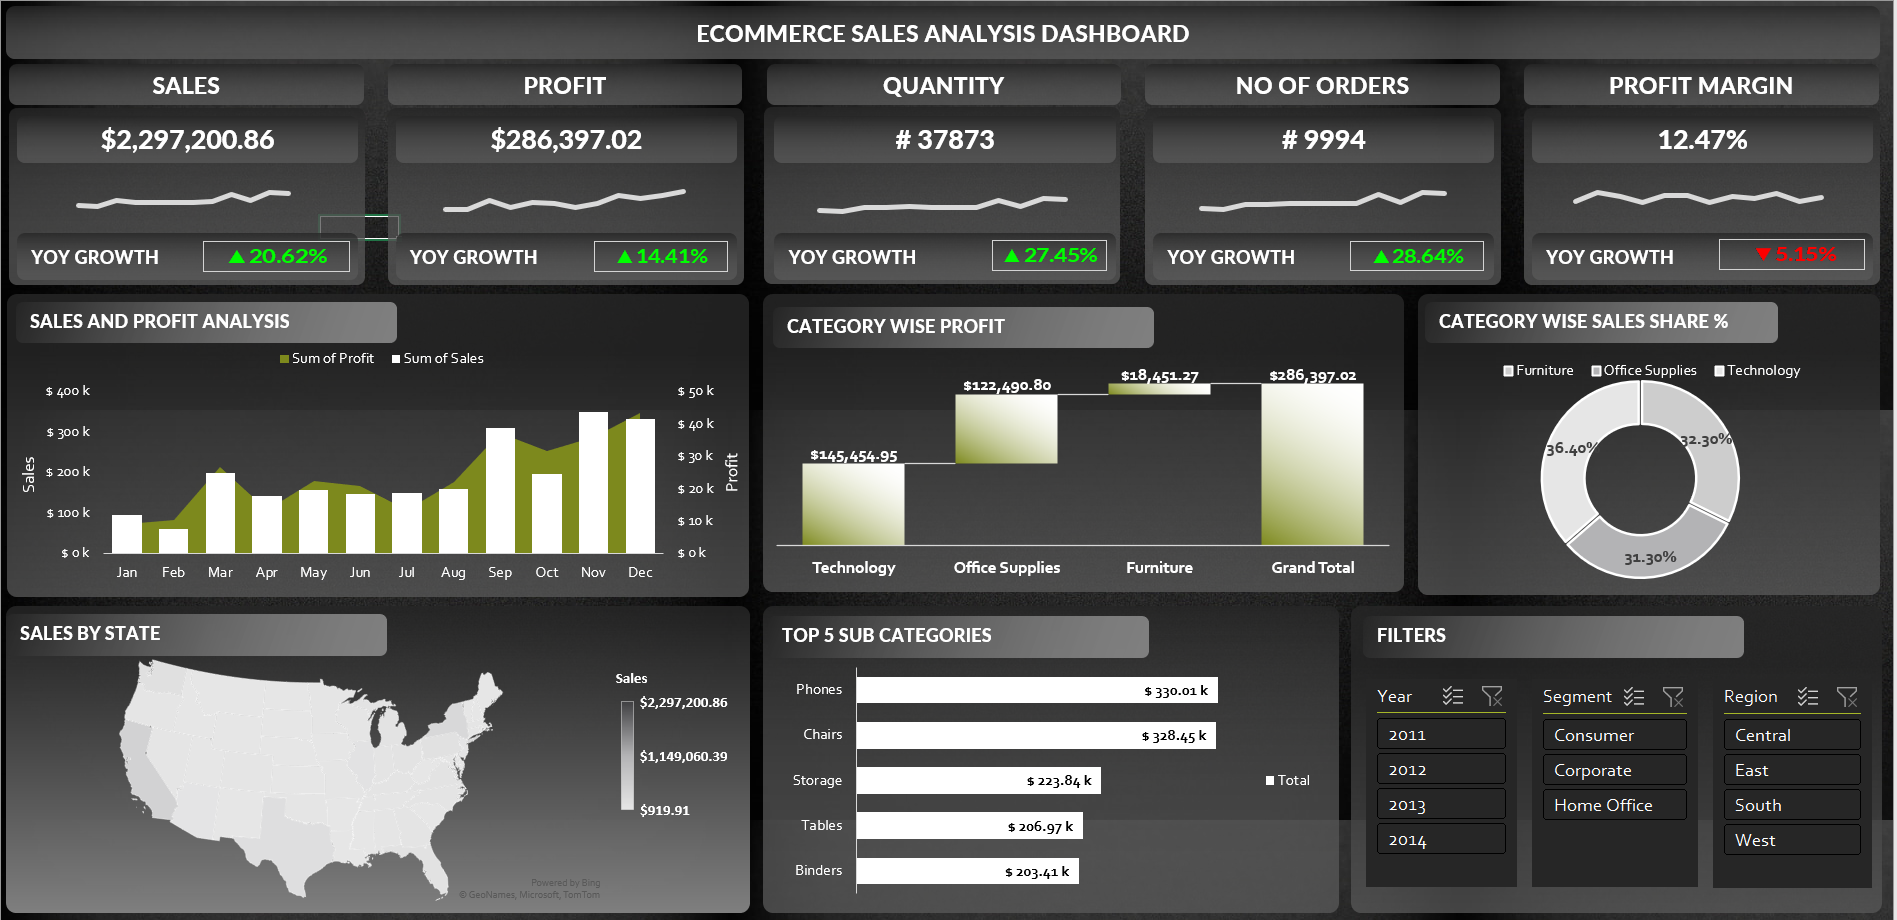 ECOMMERCE SALES ANALYSIS DASHBOARD
SALES
$2,297,200.86
YOY GROWTH
▲20.62%
PROFIT
$286,397.02
YOY GROWTH
▲14.41%
QUANTITY
# 37873
YOY GROWTH
▲27.45%
NO OF ORDERS
# 9994
YOY GROWTH
▲28.64%
PROFIT MARGIN
12.47%
YOY GROWTH
▼5.15%
SALES AND PROFIT ANALYSIS
Sum of Profit
Sum of Sales
$ 400 k
$ 300 k
$ 200 k
$ 100 k
$ 0 k
Sales
$ 50 k
$ 40 k
$ 30 k
$ 20 k
$ 10 k
$ 0 k
Profit
Jan Feb Mar Apr May Jun Jul Aug Sep Oct Nov Dec
CATEGORY WISE PROFIT
$145,454.95
$122,490.80
$18,451.27
$286,397.02
Technology
Office Supplies
Furniture
Grand Total
CATEGORY WISE SALES SHARE %
Furniture
Office Supplies
Technology
36.40%
32.30%
31.30%
SALES BY STATE
Sales
$2,297,200.86
$1,149,060.39
$919.91
Powered by Bing
© GeoNames, Microsoft, TomTom
TOP 5 SUB CATEGORIES
Phones
$ 330.01 k
Chairs
$ 328.45 k
Storage
$ 223.84 k
Tables
$ 206.97 k
Binders
$ 203.41 k
Total
FILTERS
Year
2011
2012
2013
2014
Segment
Consumer
Corporate
Home Office
Region
Central
East
South
West